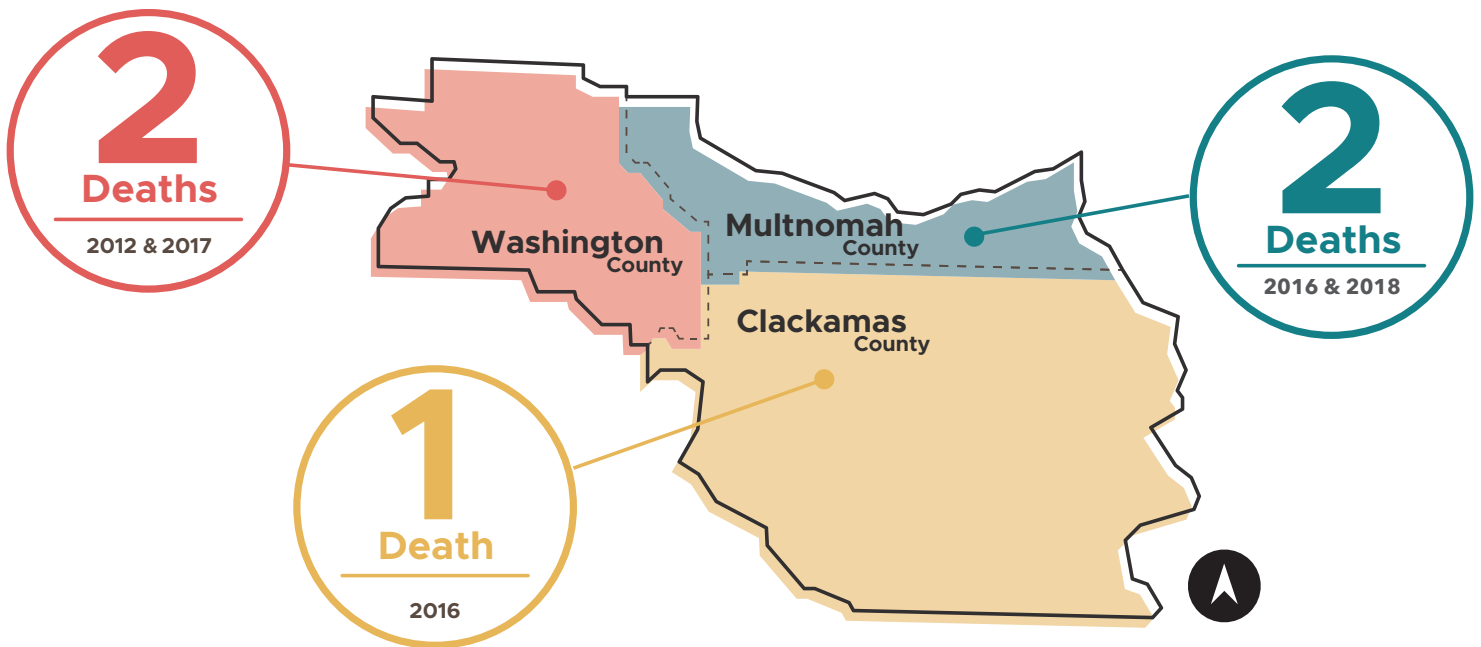 2
Deaths
2012 & 2017
2
Deaths
2016 & 2018
Washington
County
Multnomah
County
Clackamas
County
1
Death
2016